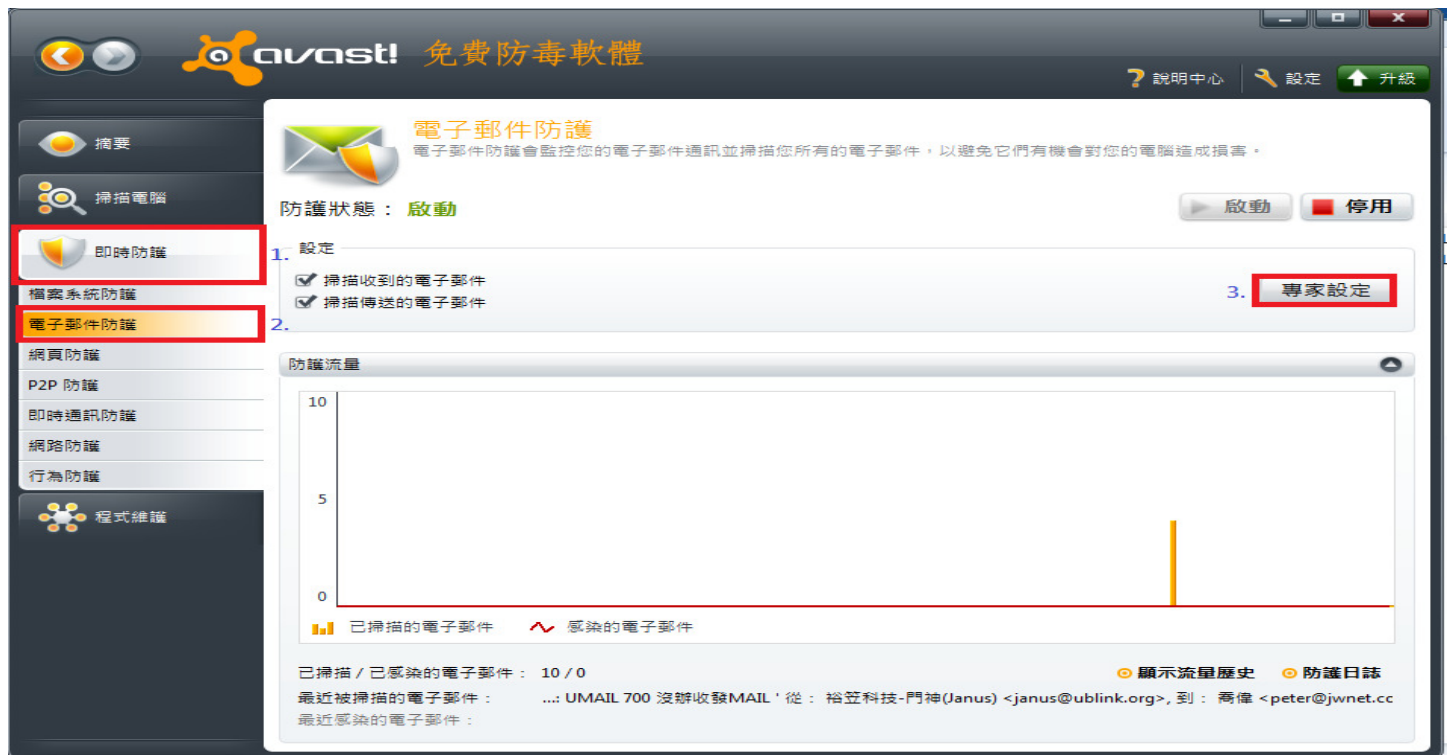 avast! 免費防毒軟體
? 說明中心 設定 升級
摘要
掃描電腦
即時防護
檔案系統防護
電子郵件防護
網頁防護
P2P 防護
即時通訊防護
網路防護
行為防護
程式維護
電子郵件防護
電子郵件防護會監控您的電子郵件通訊並掃描您所有的電子郵件，以避免它們有機會對您的電腦造成損害。
防護狀態： 啟動
啟動 停用
1. 設定
掃描收到的電子郵件
掃描傳送的電子郵件
3. 專家設定
2.
防護流量
10
5
0
已掃描的電子郵件 感染的電子郵件
已掃描 / 已感染的電子郵件： 10 / 0
顯示流量歷史 防護日誌
最近被掃描的電子郵件： ...: UMAIL 700 沒辦收發MAIL ' 從： 裕笠科技-門神(Janus) <janus@ublink.org>, 到： 喬偉 <peter@jwnet.cc
最近感染的電子郵件：